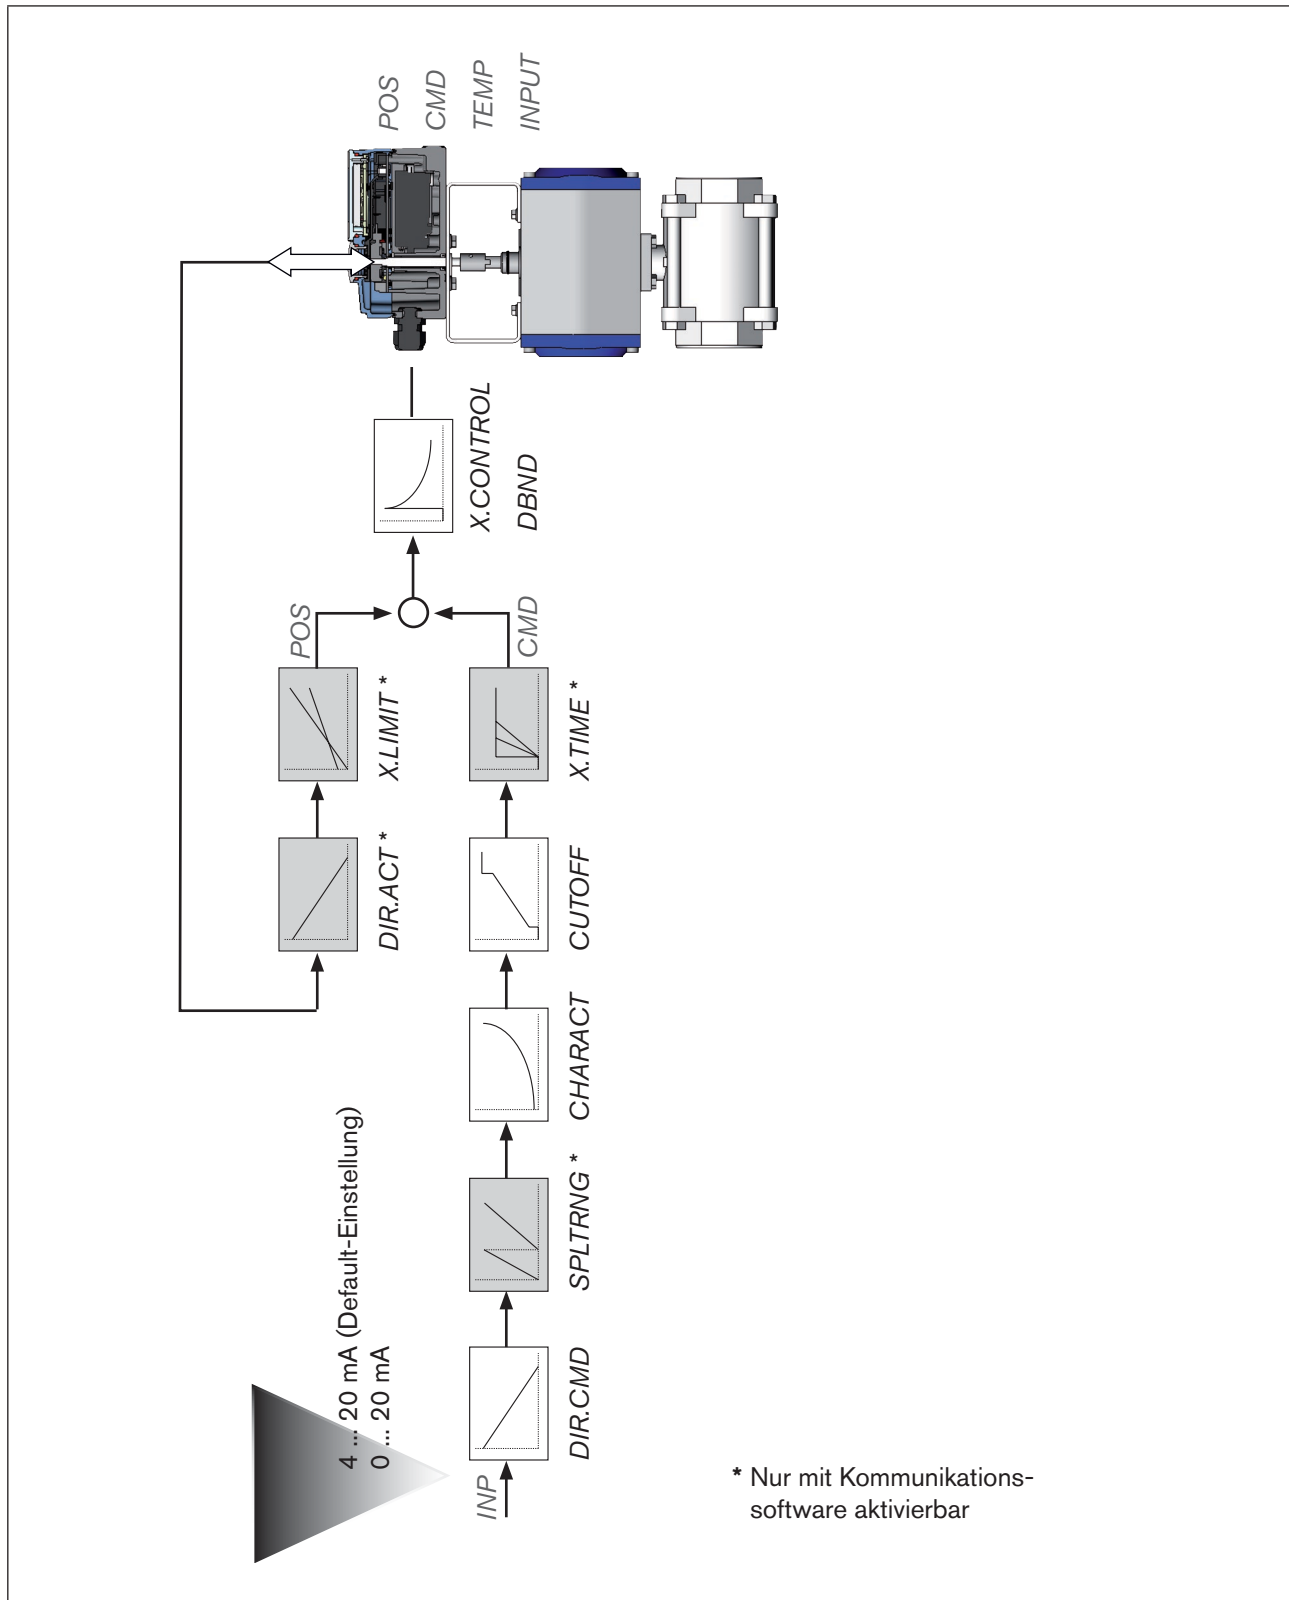 POS
CMD
TEMP
INPUT
X.CONTROL
DBND
POS
CMD
X.LIMIT *
X.TIME *
DIR.ACT *
CUTOFF
CHARACT
SPLTRNG *
DIR.CMD
4 ... 20 mA (Default-Einstellung)
0 ... 20 mA
INP
* Nur mit Kommunikations-
software aktivierbar